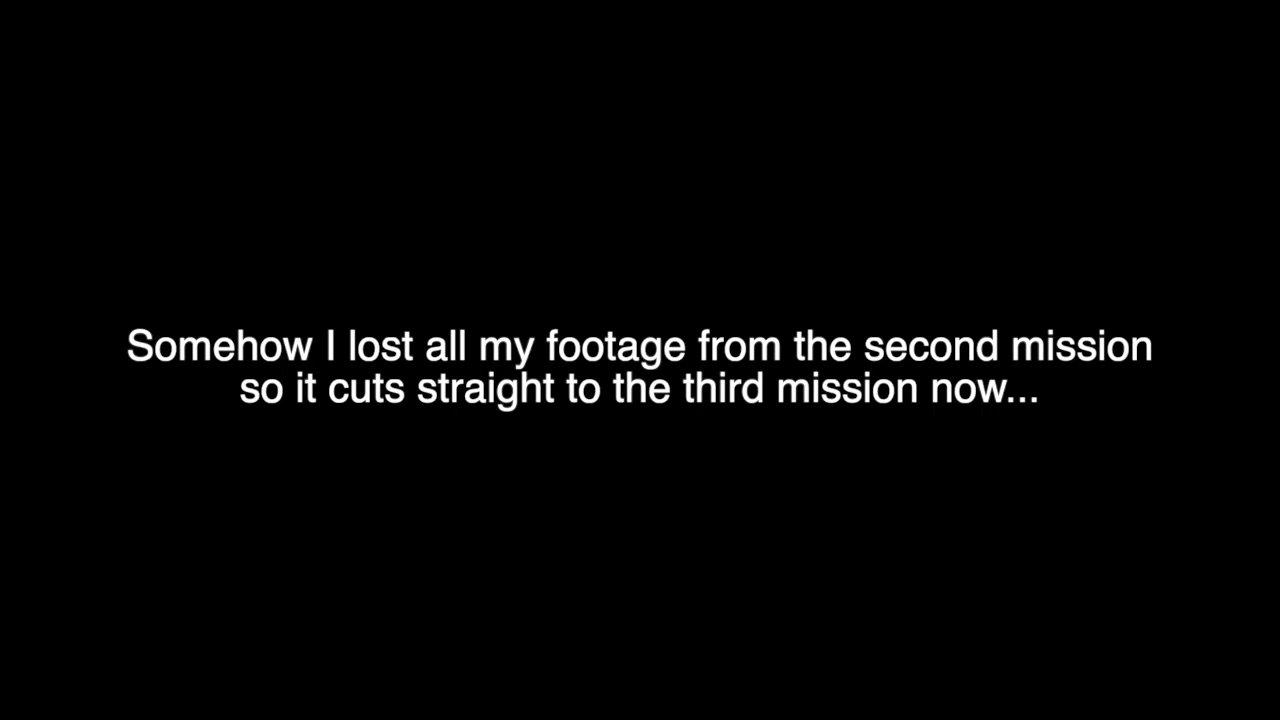 Somehow I lost all my footage from the second mission
so it cuts straight to the third mission now...